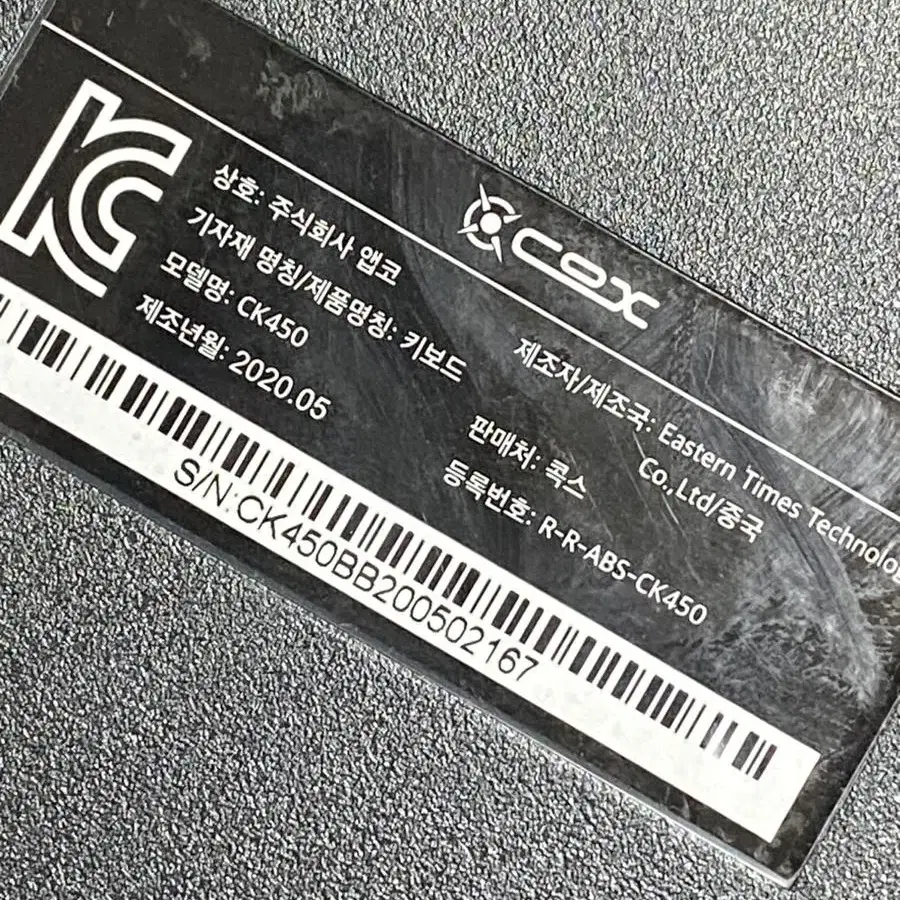 KC
cox
상호: 주식회사 앱코
기자재 명칭/제품명칭: 키보드
모델명: CK450
제조년월: 2020.05
제조자/제조국: Eastern Times
Co.,Ltd/중국
판매처: 콕스
등록번호: R-R-ABS-CK450
S/N:CK450BB200502167